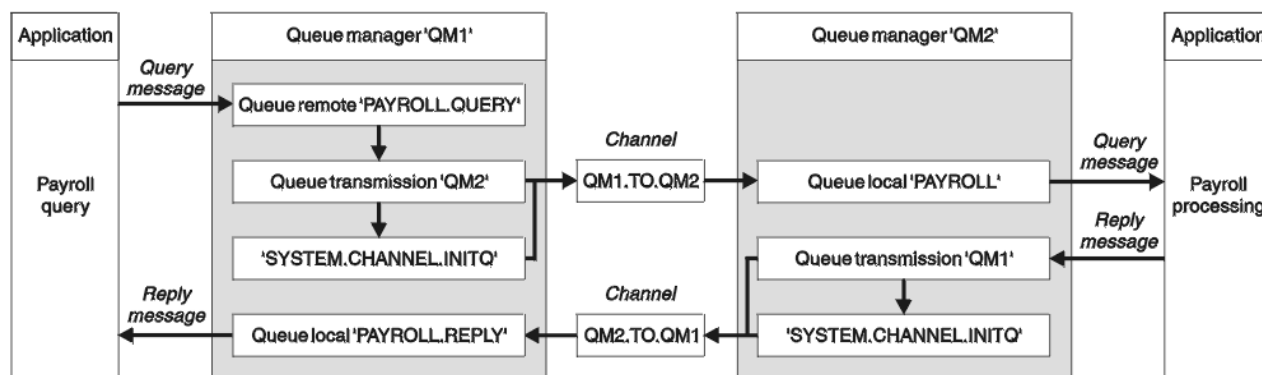 Application
Queue manager 'QM1'
Queue manager 'QM2'
Application
Query
message
Queue remote 'PAYROLL.QUERY'
Channel
Query
message
Payroll
query
Queue transmission 'QM2'
QM1.TO.QM2
Queue local 'PAYROLL'
Payroll
processing
'SYSTEM.CHANNEL.INITQ'
Queue transmission 'QM1'
Reply
message
Reply
message
Queue local 'PAYROLL.REPLY'
Channel
QM2.TO.QM1
'SYSTEM.CHANNEL.INITQ'